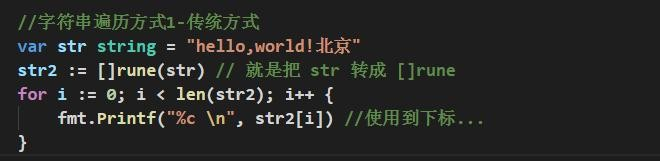 //字符串遍历方式1-传统方式
var str string = "hello,world!北京"
str2 := []rune(str) // 就是把 str 转成 []rune
for i := 0; i < len(str2); i++ {
    fmt.Printf("%c \n", str2[i]) //使用到下标...
}